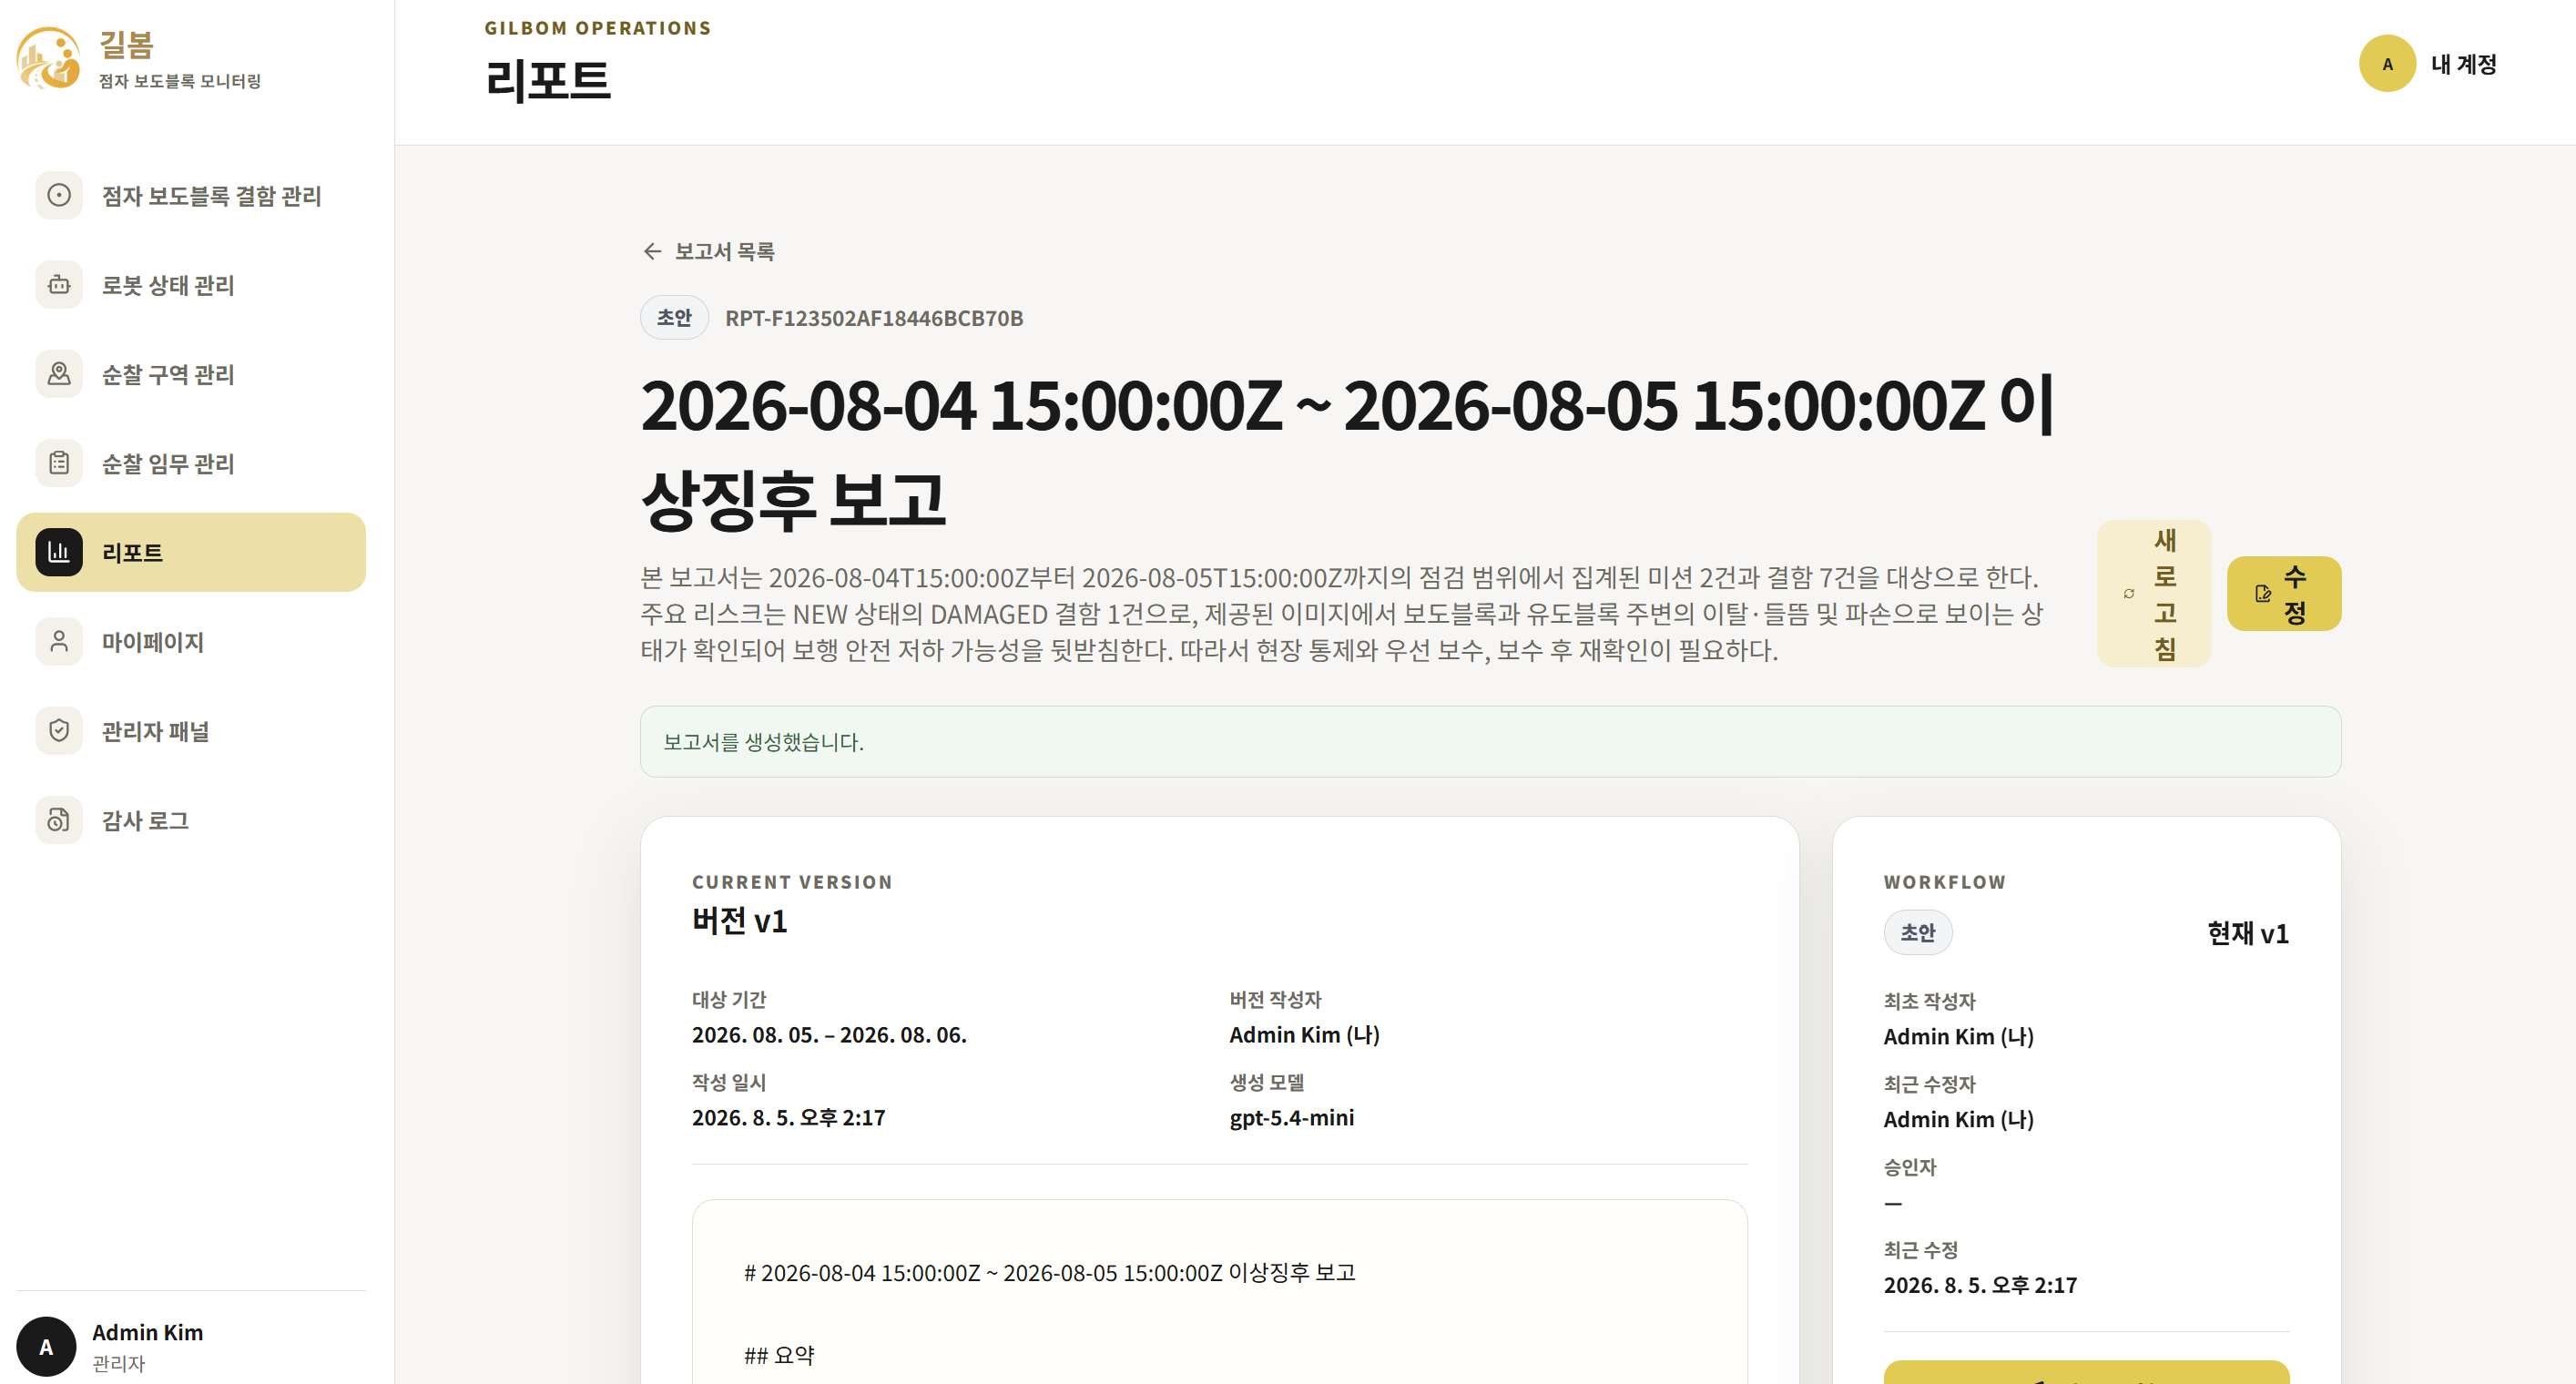 길봄
점자 보도블록 모니터링
점자 보도블록 결함 관리
로봇 상태 관리
순찰 구역 관리
순찰 임무 관리
리포트
마이페이지
관리자 패널
감사 로그
A
Admin Kim
관리자
GILBOM OPERATIONS
리포트
A
내 계정
보고서 목록
초안
RPT-F123502AF18446BCB70B
2026-08-04 15:00:00Z ~ 2026-08-05 15:00:00Z 이
상징후 보고
본 보고서는 2026-08-04T15:00:00Z부터 2026-08-05T15:00:00Z까지의 점검 범위에서 집계된 미션 2건과 결함 7건을 대상으로 한다.
주요 리스크는 NEW 상태의 DAMAGED 결함 1건으로, 제공된 이미지에서 보도블록과 유도블록 주변의 이탈·들뜸 및 파손으로 보이는 상
태가 확인되어 보행 안전 저하 가능성을 뒷받침한다. 따라서 현장 통제와 우선 보수, 보수 후 재확인이 필요하다.
새
로
고
침
수
정
보고서를 생성했습니다.
CURRENT VERSION
버전 v1
대상 기간
2026. 08. 05. – 2026. 08. 06.
버전 작성자
Admin Kim (나)
작성 일시
2026. 8. 5. 오후 2:17
생성 모델
gpt-5.4-mini
# 2026-08-04 15:00:00Z ~ 2026-08-05 15:00:00Z 이상징후 보고
## 요약
WORKFLOW
초안
현재 v1
최초 작성자
Admin Kim (나)
최근 수정자
Admin Kim (나)
승인자
—
최근 수정
2026. 8. 5. 오후 2:17